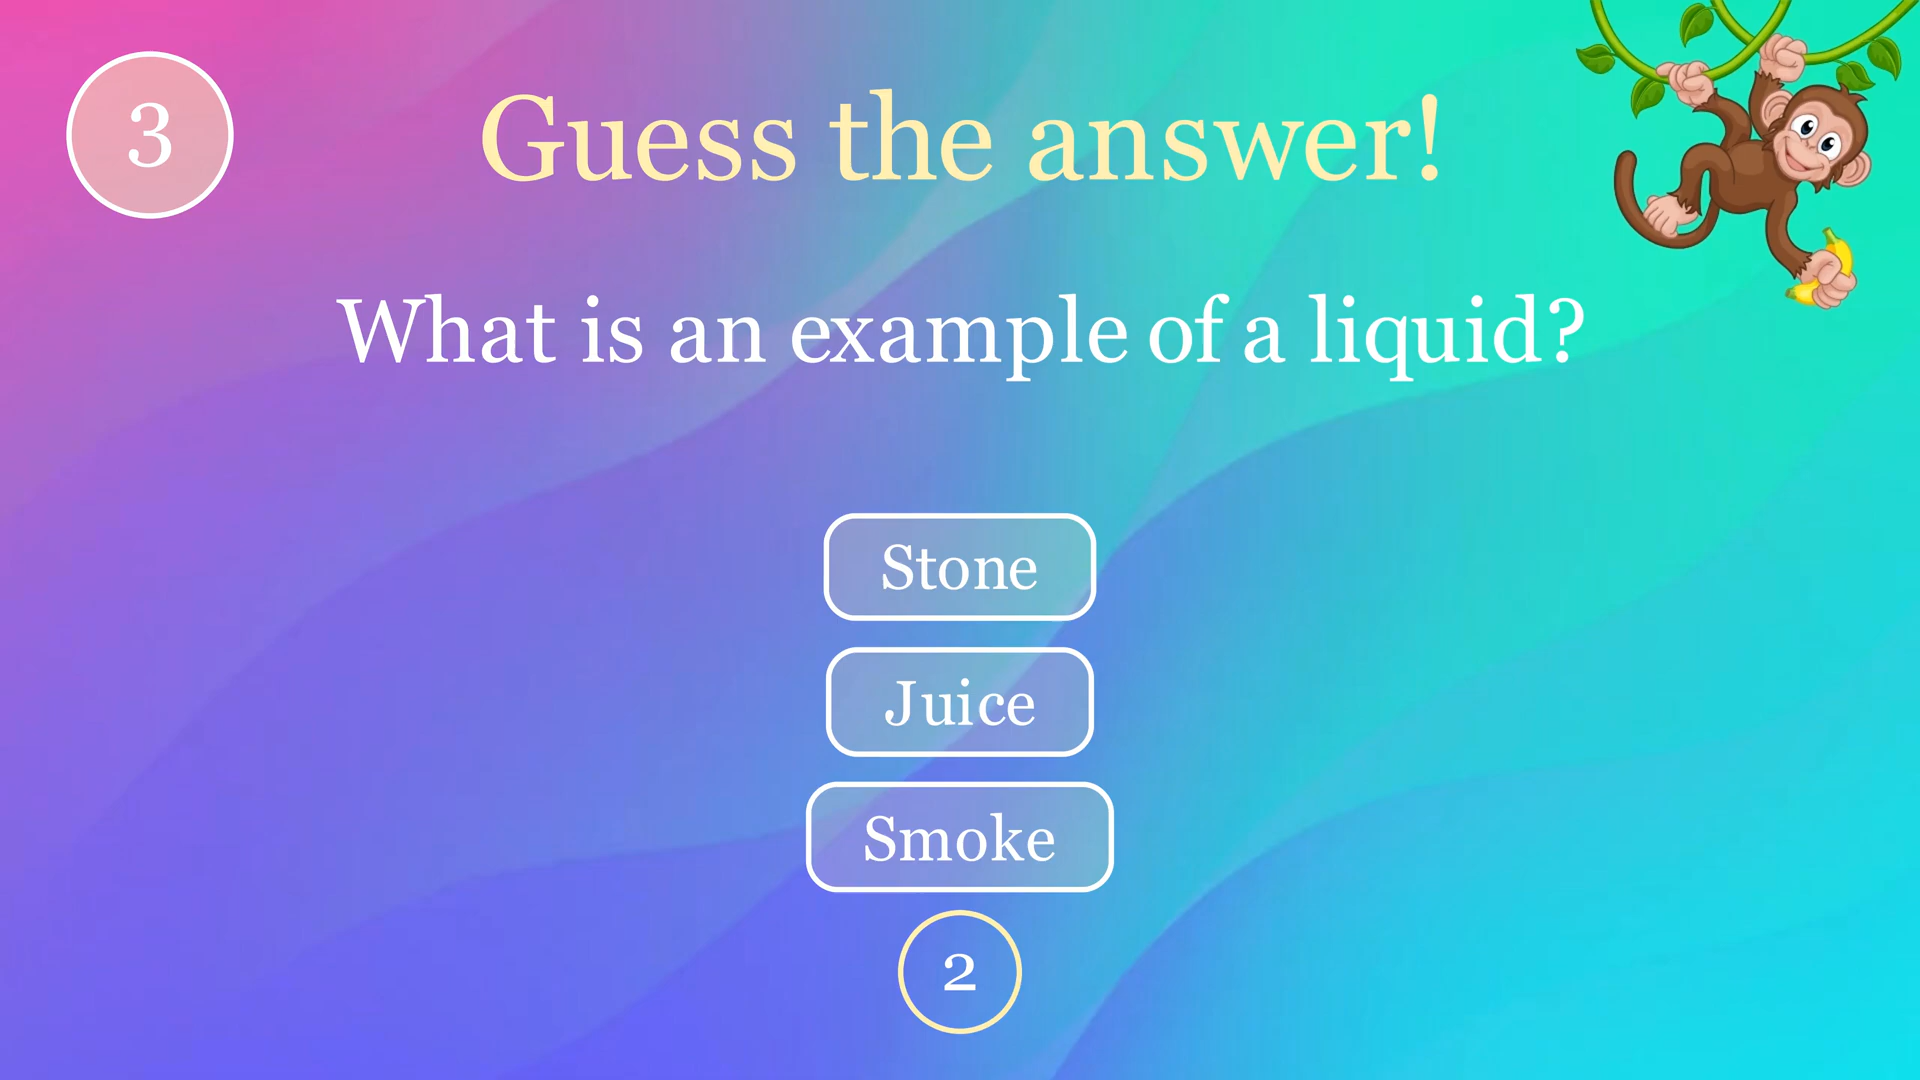 3
Guess the answer!
What is an example of a liquid?
Stone
Juice
Smoke
2